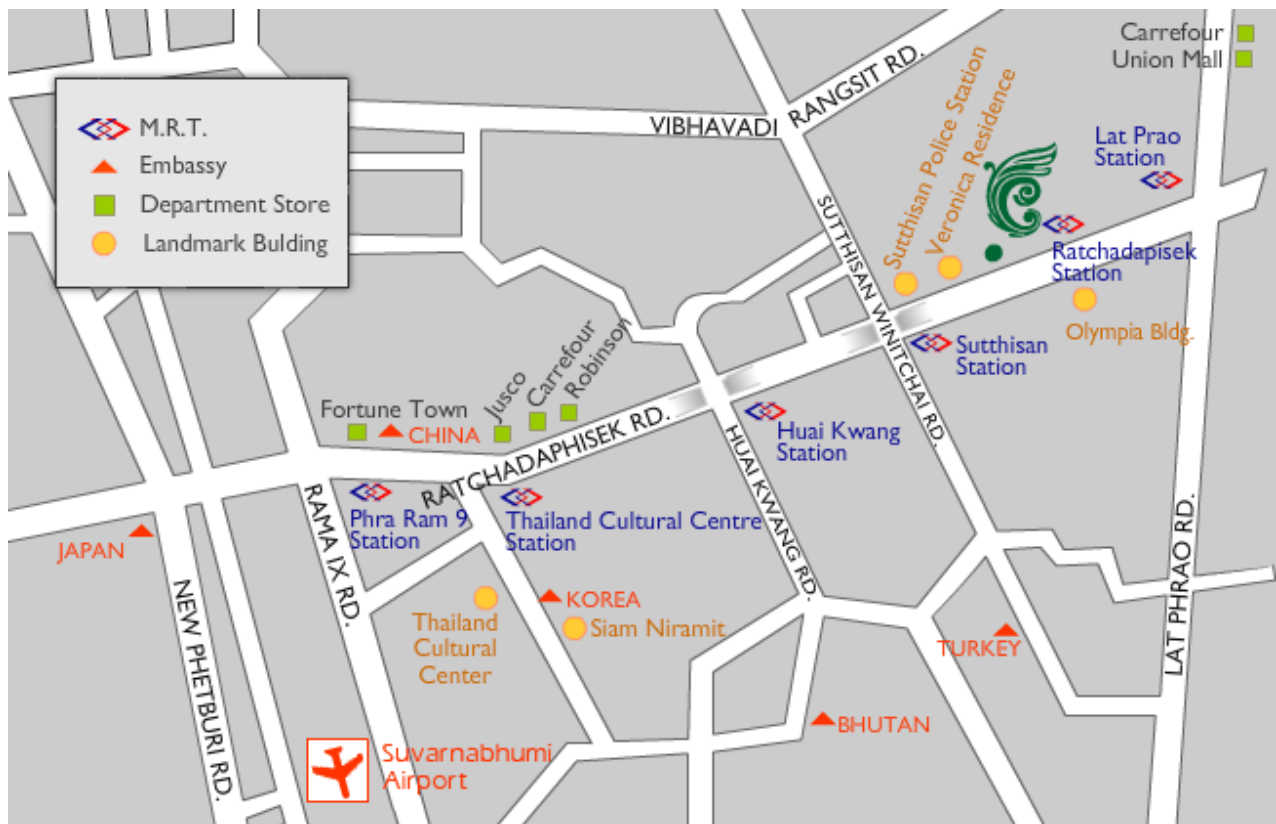 Carrefour
Union Mall
M.R.T.
Embassy
Department Store
Landmark Bulding
VIBHAVADI RANGSIT RD.
Sutthisan Police Station
Veronica Residence
Lat Prao
Station
SUTTHISAN WINITCHAI RD.
Ratchadapisek
Station
Olympia Bldg.
Sutthisan
Station
Jusco
Carrefour
Robinson
Fortune Town
CHINA
RATCHADAPHISEK RD.
Huai Kwang
Station
HUAI KWANG RD.
Phra Ram 9
Station
Thailand Cultural Centre
Station
JAPAN
RAMA IX RD.
NEW PHETBURI RD.
LAT PHRAO RD.
KOREA
Siam Niramit
Thailand
Cultural
Center
TURKEY
BHUTAN
Suvarnabhumi
Airport